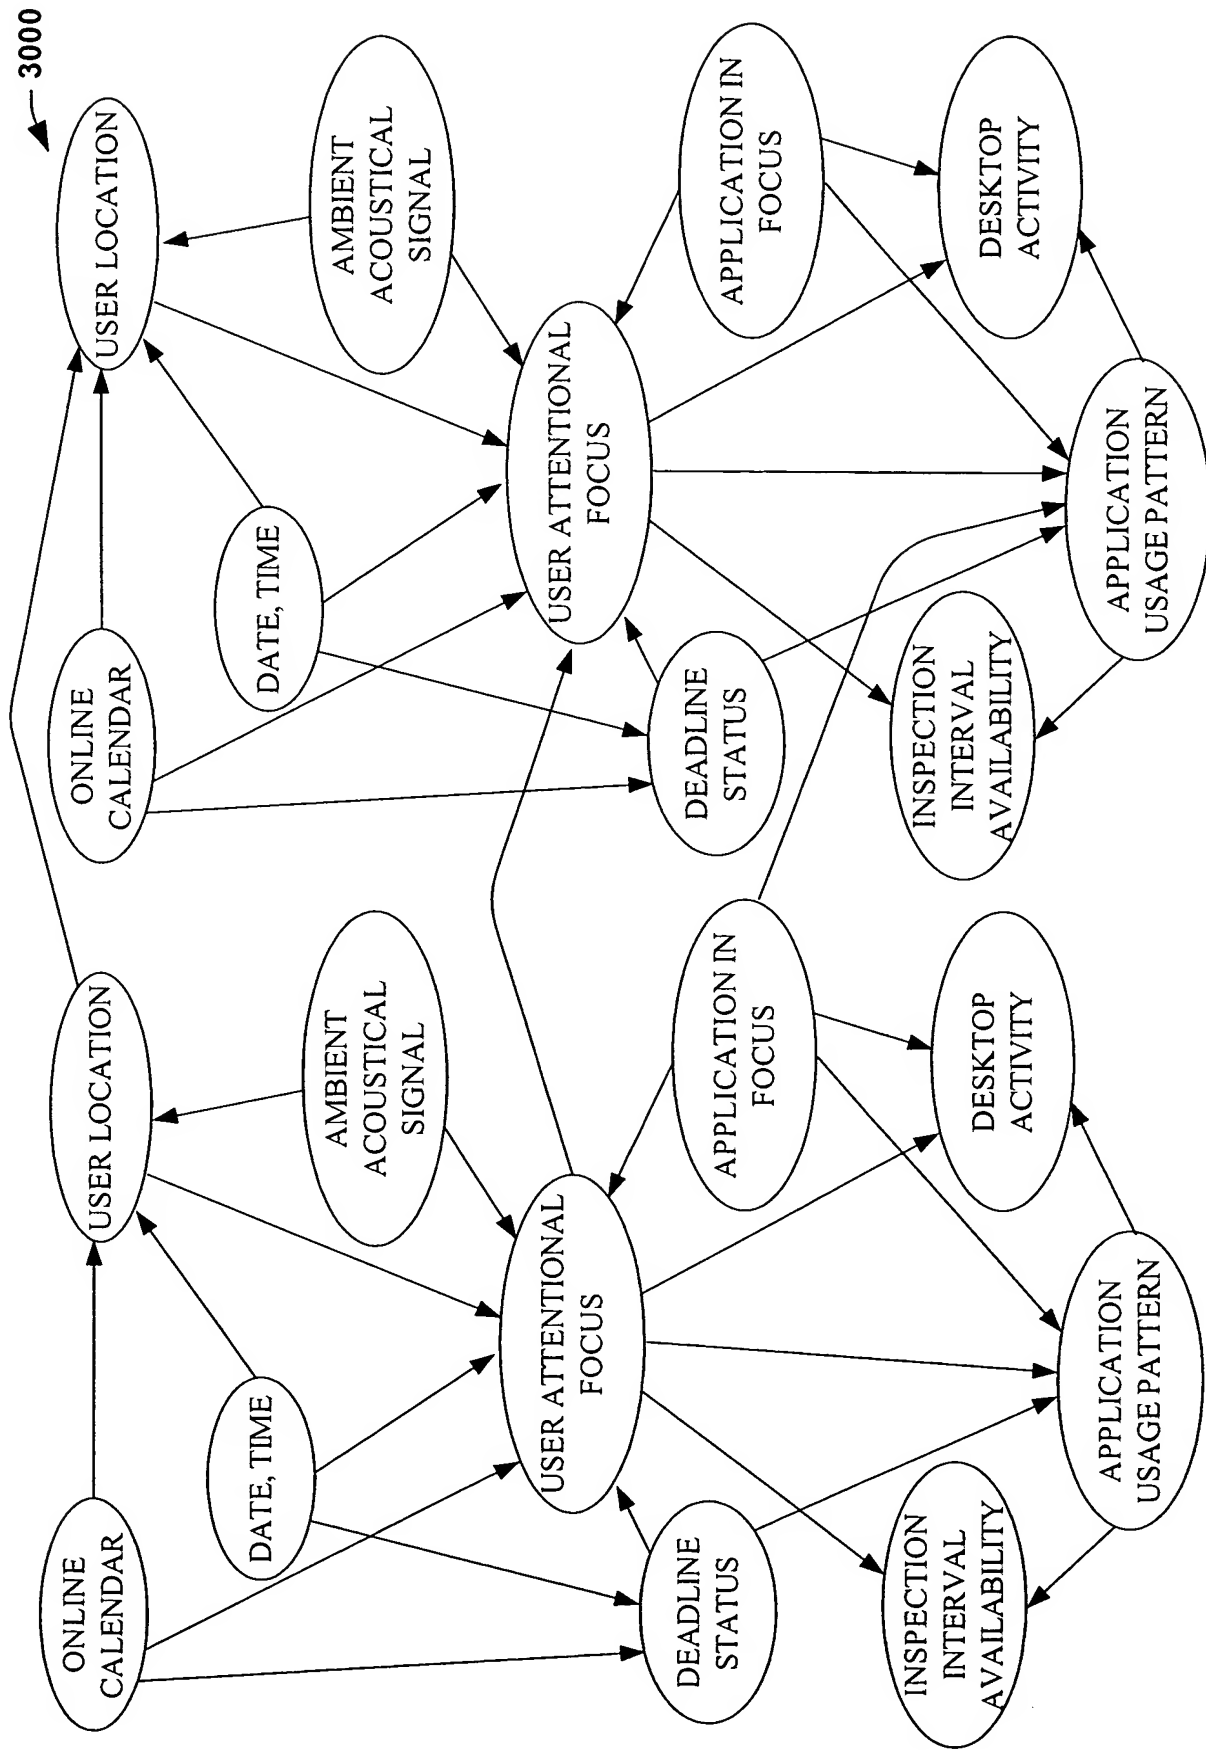 3000
ONLINE
CALENDAR
USER LOCATION
DATE, TIME
AMBIENT
ACOUSTICAL
SIGNAL
USER ATTENTIONAL
FOCUS
DEADLINE
STATUS
APPLICATION IN
FOCUS
INSPECTION
INTERVAL
AVAILABILITY
DESKTOP
ACTIVITY
APPLICATION
USAGE PATTERN
ONLINE
CALENDAR
USER LOCATION
DATE, TIME
AMBIENT
ACOUSTICAL
SIGNAL
USER ATTENTIONAL
FOCUS
DEADLINE
STATUS
APPLICATION IN
FOCUS
INSPECTION
INTERVAL
AVAILABILITY
DESKTOP
ACTIVITY
APPLICATION
USAGE PATTERN